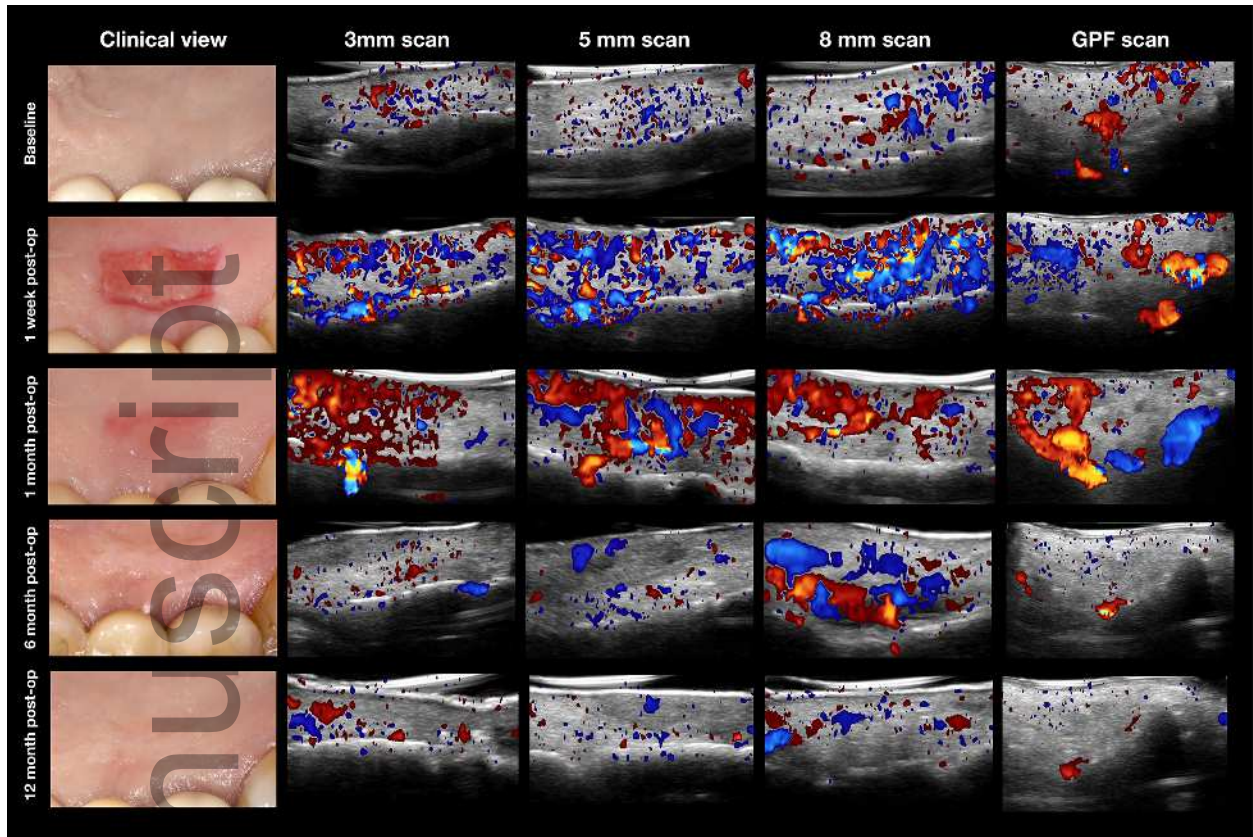 Clinical view 3mm scan 5 mm scan 8 mm scan GPF scan
Baseline
1 week post-op
1 month post-op
6 month post-op
12 month post-op
nuscript